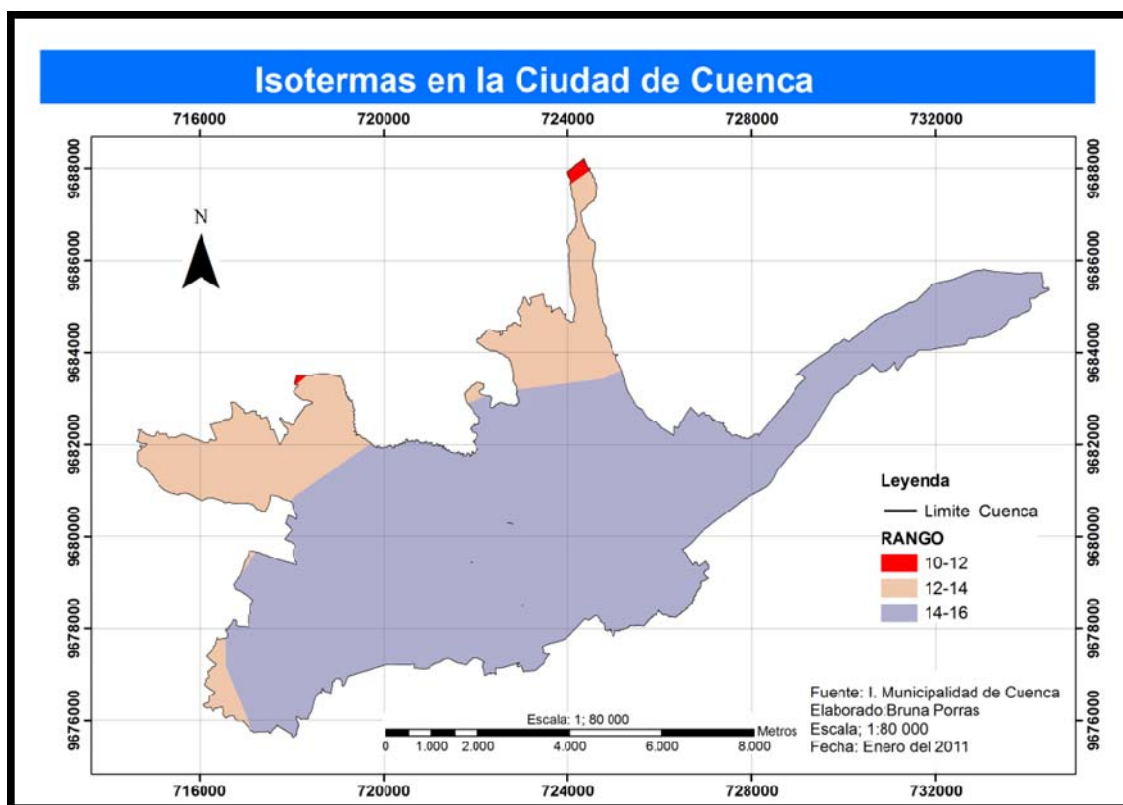 Isotermas en la Ciudad de Cuenca
716000 720000 724000 728000 732000
9688000 9688000
N
9686000 9686000
9684000 9684000
9682000 9682000
Leyenda
Limite Cuenca
9680000 9680000
RANGO
10-12
12-14
14-16
9678000 9678000
Fuente: I. Municipalidad de Cuenca
Elaborado:Bruna Porras
Escala; 1:80 000
Fecha: Enero del 2011
9676000 9676000
Escala: 1; 80 000
Metros
0 1.000 2.000 4.000 6.000 8.000
716000 720000 724000 728000 732000